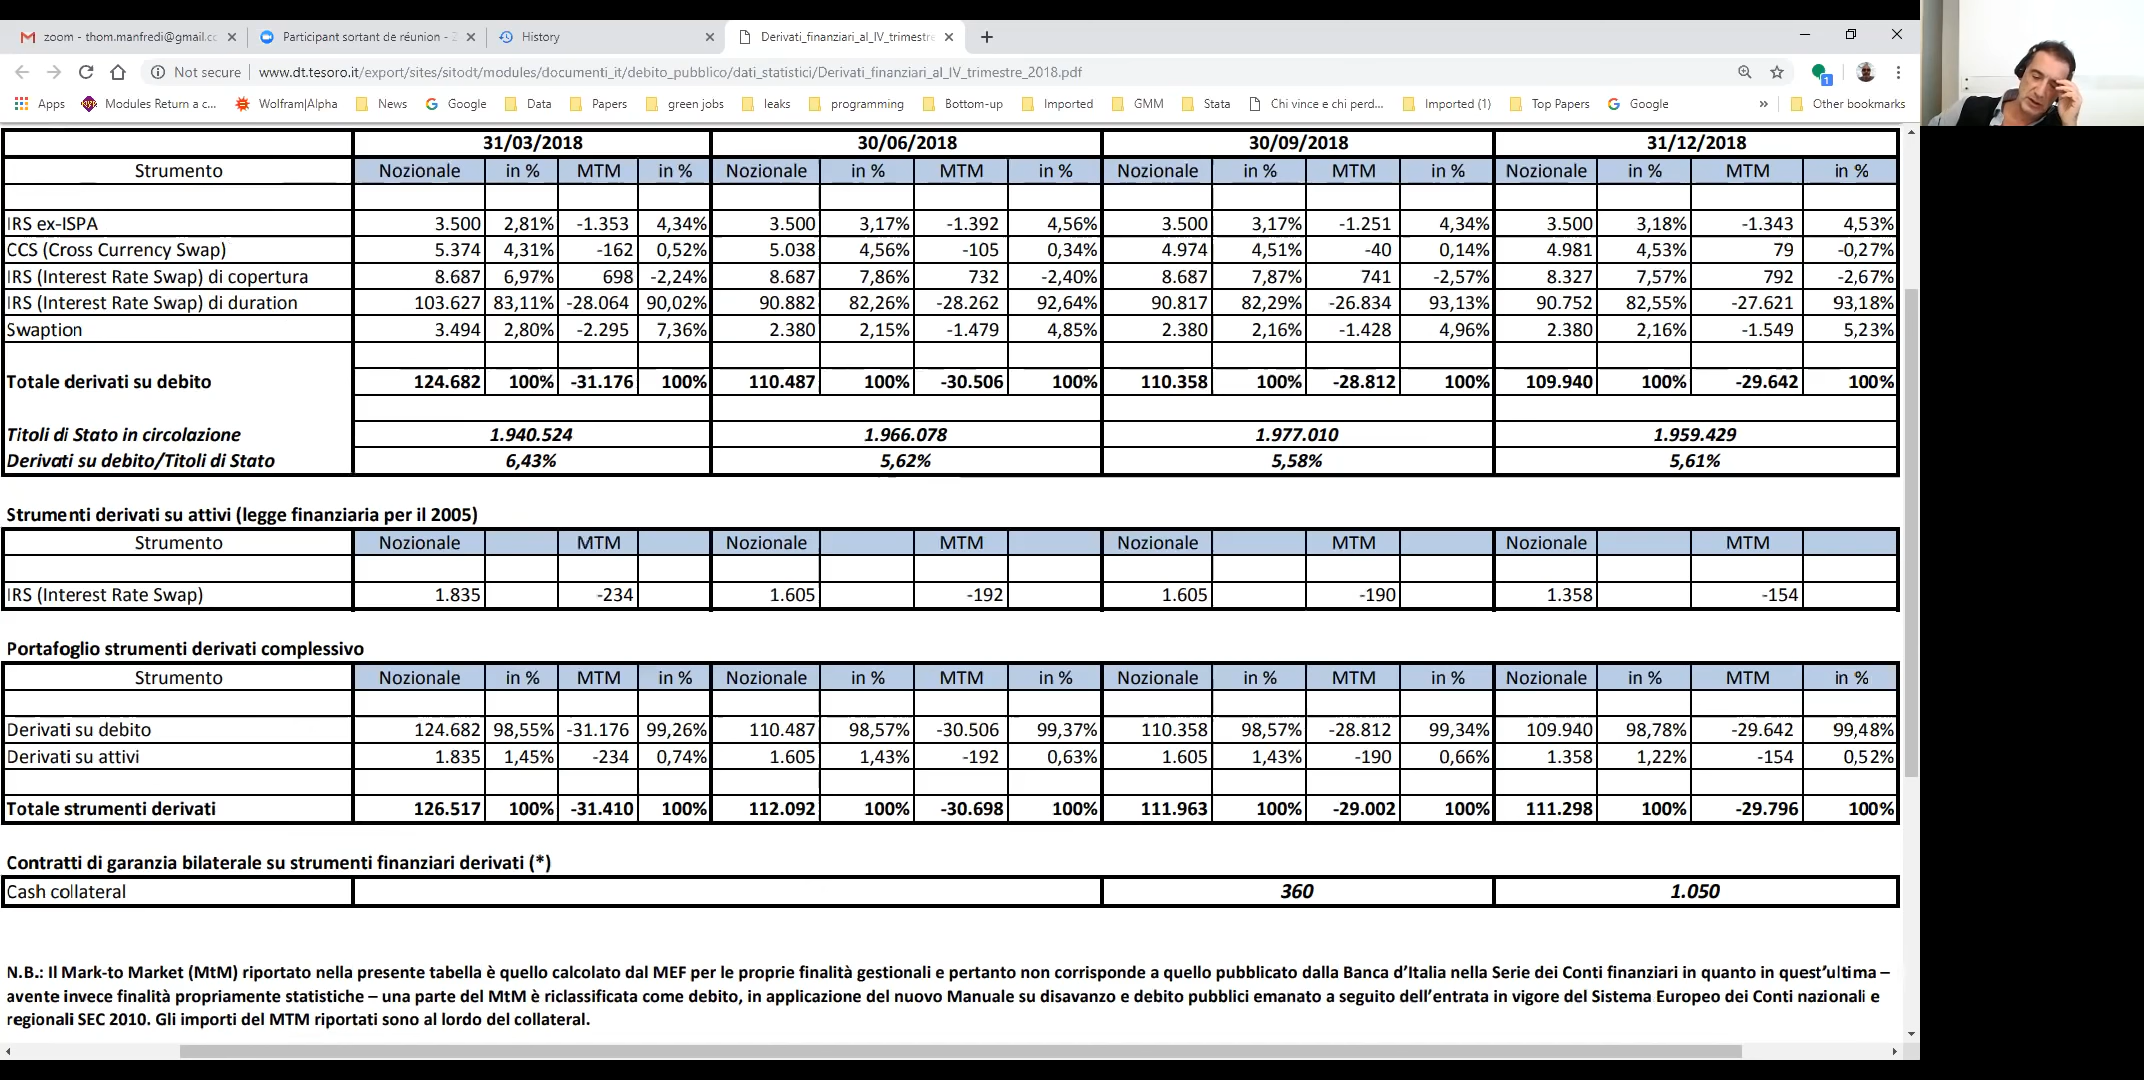 zoom - thom.manfredi@gmail.cc
Participant sortant de réunion - Z
History
Derivati_finanziari_al_IV_trimestre
Not secure | www.dt.tesoro.it/export/sites/sitodt/modules/documenti_it/debito_pubblico/dati_statistici/Derivati_finanziari_al_IV_trimestre_2018.pdf
1
Apps Modules Return a c... Wolfram|Alpha News Google Data Papers green jobs leaks programming Bottom-up Imported GMM Stata Chi vince e chi perd... Imported (1) Top Papers Google » Other bookmarks
31/03/2018 30/06/2018 30/09/2018 31/12/2018
Strumento Nozionale in % MTM in % Nozionale in % MTM in % Nozionale in % MTM in % Nozionale in % MTM in %
IRS ex-ISPA 3.500 2,81% -1.353 4,34% 3.500 3,17% -1.392 4,56% 3.500 3,17% -1.251 4,34% 3.500 3,18% -1.343 4,53%
CCS (Cross Currency Swap) 5.374 4,31% -162 0,52% 5.038 4,56% -105 0,34% 4.974 4,51% -40 0,14% 4.981 4,53% 79 -0,27%
IRS (Interest Rate Swap) di copertura 8.687 6,97% 698 -2,24% 8.687 7,86% 732 -2,40% 8.687 7,87% 741 -2,57% 8.327 7,57% 792 -2,67%
IRS (Interest Rate Swap) di duration 103.627 83,11% -28.064 90,02% 90.882 82,26% -28.262 92,64% 90.817 82,29% -26.834 93,13% 90.752 82,55% -27.621 93,18%
Swaption 3.494 2,80% -2.295 7,36% 2.380 2,15% -1.479 4,85% 2.380 2,16% -1.428 4,96% 2.380 2,16% -1.549 5,23%
Totale derivati su debito 124.682 100% -31.176 100% 110.487 100% -30.506 100% 110.358 100% -28.812 100% 109.940 100% -29.642 100%
Titoli di Stato in circolazione 1.940.524 1.966.078 1.977.010 1.959.429
Derivati su debito/Titoli di Stato 6,43% 5,62% 5,58% 5,61%
Strumenti derivati su attivi (legge finanziaria per il 2005)
Strumento Nozionale MTM Nozionale MTM Nozionale MTM Nozionale MTM
IRS (Interest Rate Swap) 1.835 -234 1.605 -192 1.605 -190 1.358 -154
Portafoglio strumenti derivati complessivo
Strumento Nozionale in % MTM in % Nozionale in % MTM in % Nozionale in % MTM in % Nozionale in % MTM in %
Derivati su debito 124.682 98,55% -31.176 99,26% 110.487 98,57% -30.506 99,37% 110.358 98,57% -28.812 99,34% 109.940 98,78% -29.642 99,48%
Derivati su attivi 1.835 1,45% -234 0,74% 1.605 1,43% -192 0,63% 1.605 1,43% -190 0,66% 1.358 1,22% -154 0,52%
Totale strumenti derivati 126.517 100% -31.410 100% 112.092 100% -30.698 100% 111.963 100% -29.002 100% 111.298 100% -29.796 100%
Contratti di garanzia bilaterale su strumenti finanziari derivati (*)
Cash collateral 360 1.050
N.B.: Il Mark-to Market (MtM) riportato nella presente tabella è quello calcolato dal MEF per le proprie finalità gestionali e pertanto non corrisponde a quello pubblicato dalla Banca d'Italia nella Serie dei Conti finanziari in quanto in quest'ultima –
avente invece finalità propriamente statistiche – una parte del MtM è riclassificata come debito, in applicazione del nuovo Manuale su disavanzo e debito pubblici emanato a seguito dell'entrata in vigore del Sistema Europeo dei Conti nazionali e
regionali SEC 2010. Gli importi del MTM riportati sono al lordo del collateral.